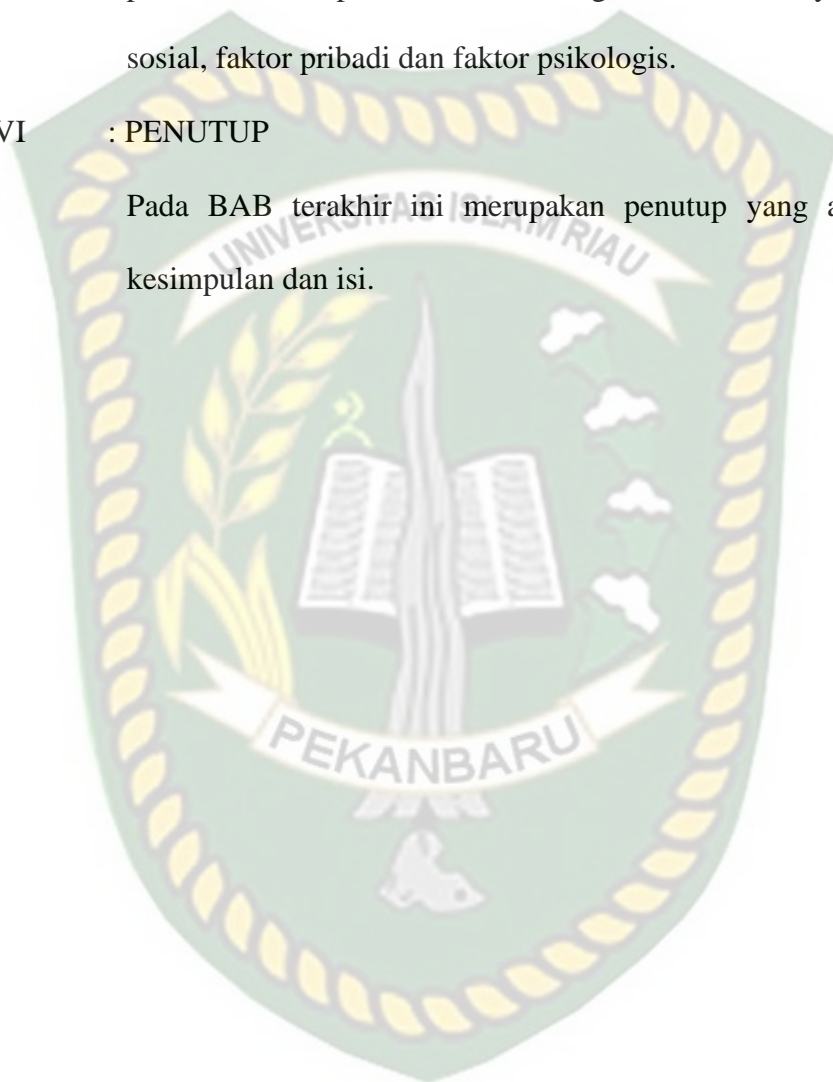 sosial, faktor pribadi dan faktor psikologis.
VI : PENUTUP
Pada BAB terakhir ini merupakan penutup yang a
kesimpulan dan isi.
UNIVERSITAS ISLAM RIAU
PEKANBARU